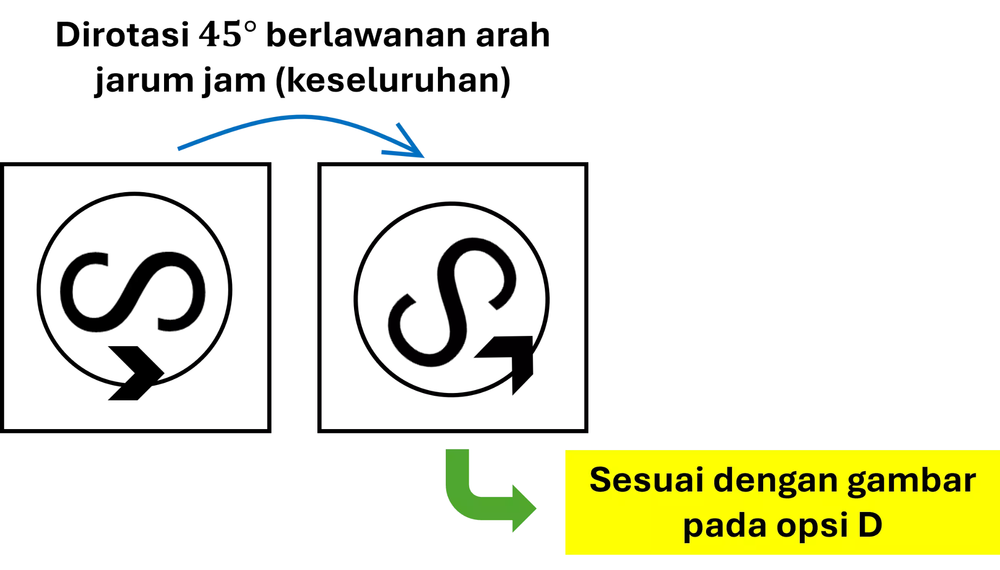 Dirotasi 45° berlawanan arah
jarum jam (keseluruhan)
S
S
Sesuai dengan gambar
pada opsi D